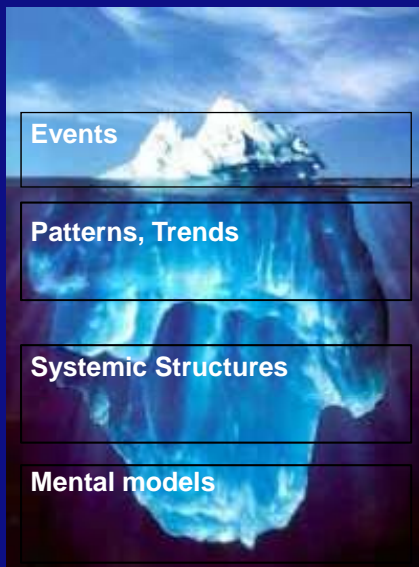 Events
Patterns, Trends
Systemic Structures
Mental models